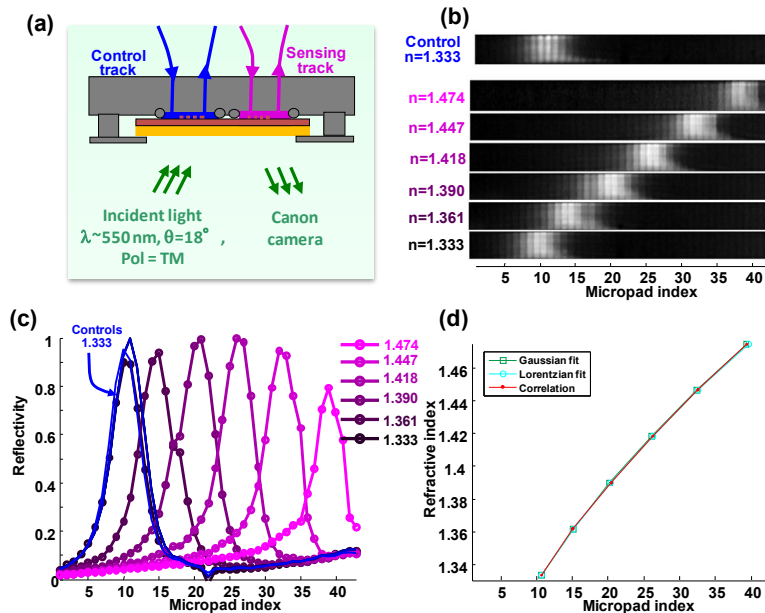 (a)
Control
track
Sensing
track
Incident light
λ~550 nm, θ=18° ,
Pol = TM
Canon
camera
(b)
Control
n=1.333
n=1.474
n=1.447
n=1.418
n=1.390
n=1.361
n=1.333
5 10 15 20 25 30 35 40
Micropad index
(c)
Controls
1.333
1.474
1.447
1.418
1.390
1.361
1.333
Reflectivity
1
0.8
0.6
0.4
0.2
0
0 5 10 15 20 25 30 35 40
Micropad index
(d)
Gaussian fit
Lorentzian fit
Correlation
Refractive index
1.46
1.44
1.42
1.4
1.38
1.36
1.34
5 10 15 20 25 30 35 40
Micropad index